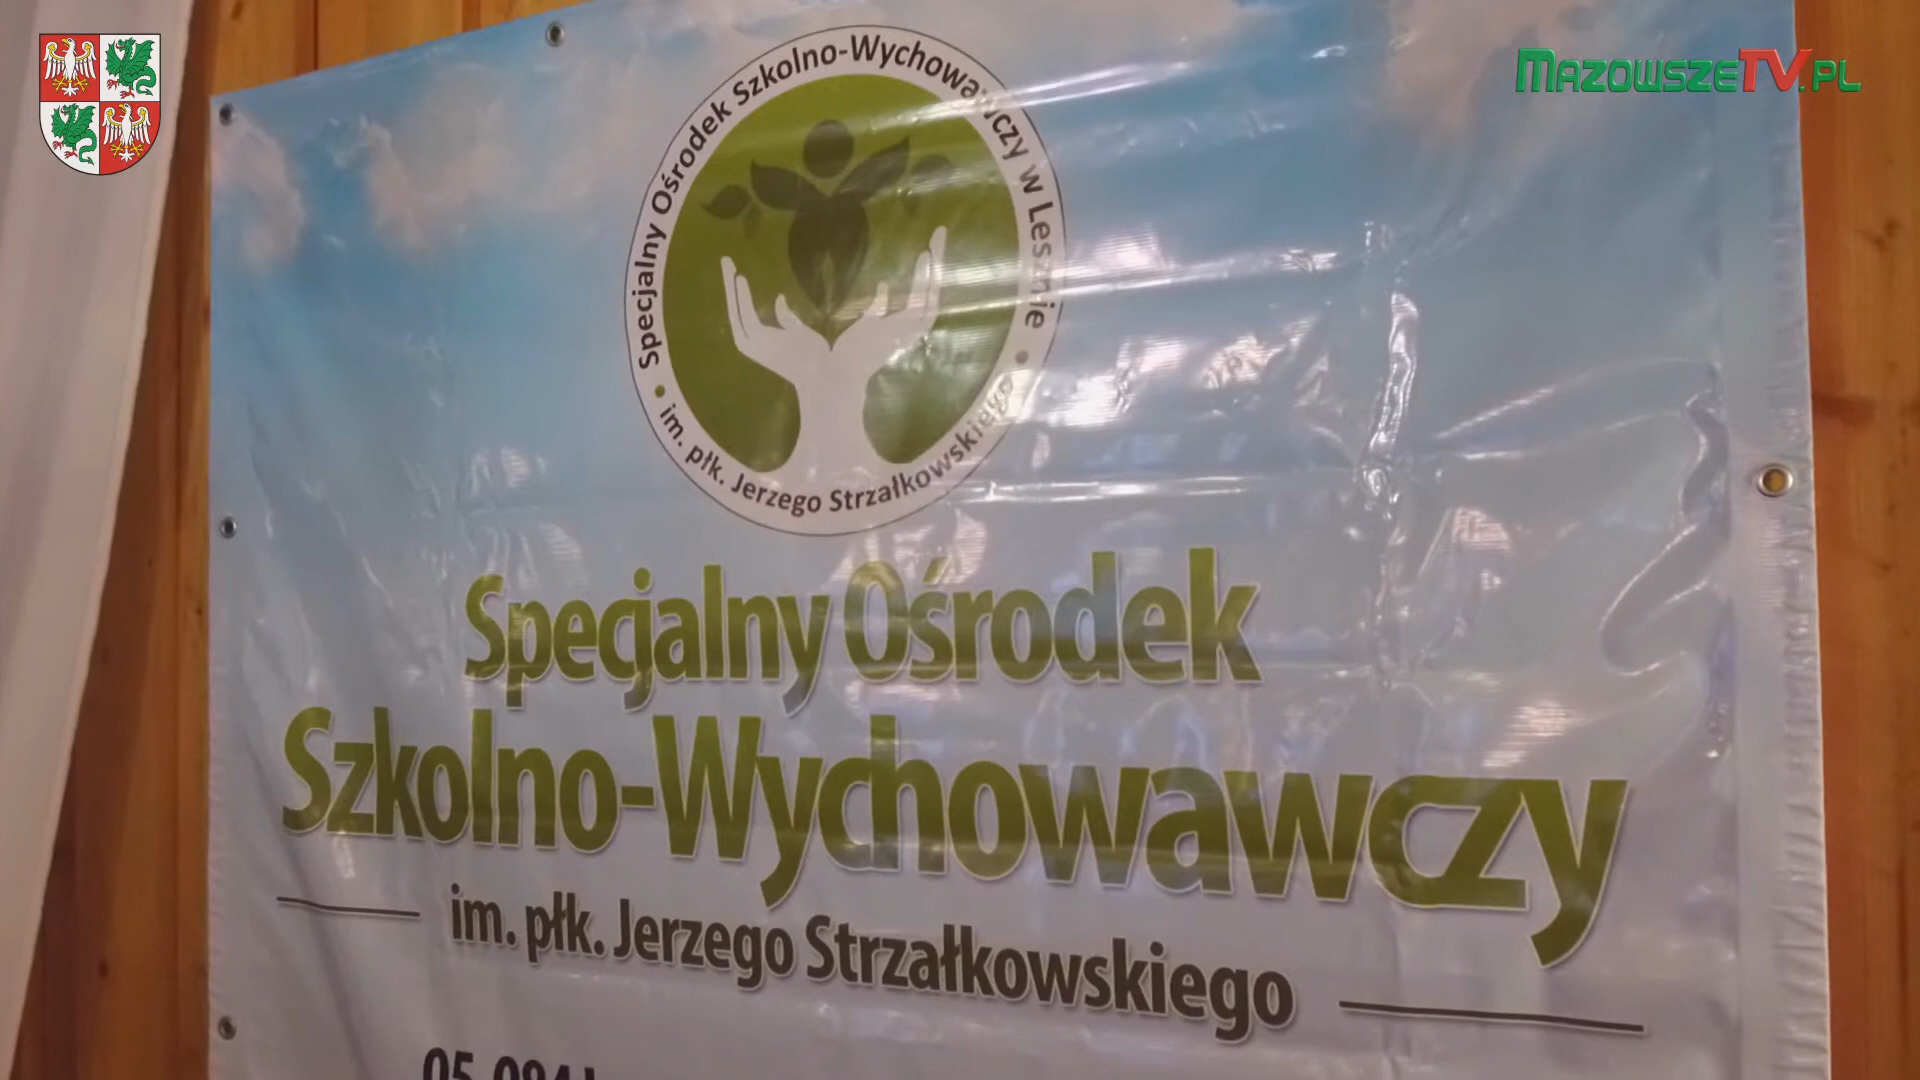 MAZOWSZETV.PL
Specjalny Ośrodek Szkolno-Wychowawczy w Lesznie
im. płk. Jerzego Strzałkowskiego
Specjalny Ośrodek
Szkolno-Wychowawczy
im. płk. Jerzego Strzałkowskiego